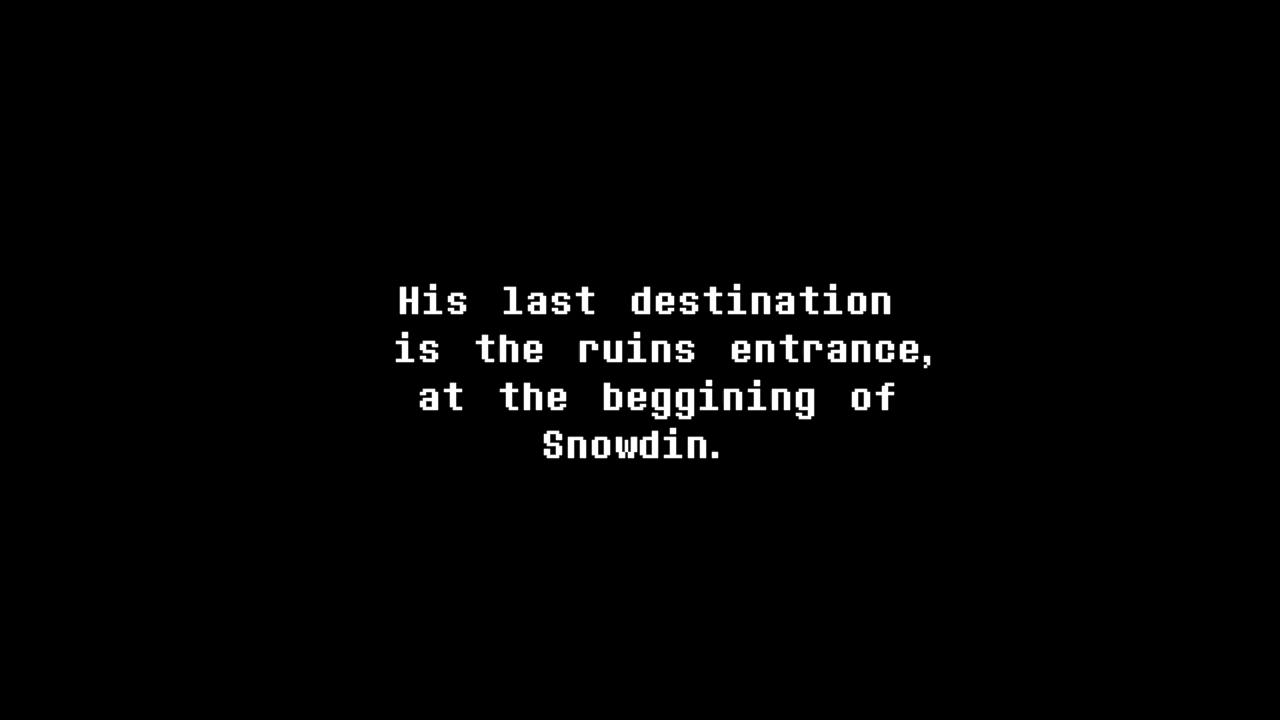 His last destination
is the ruins entrance,
at the beggining of
Snowdin.